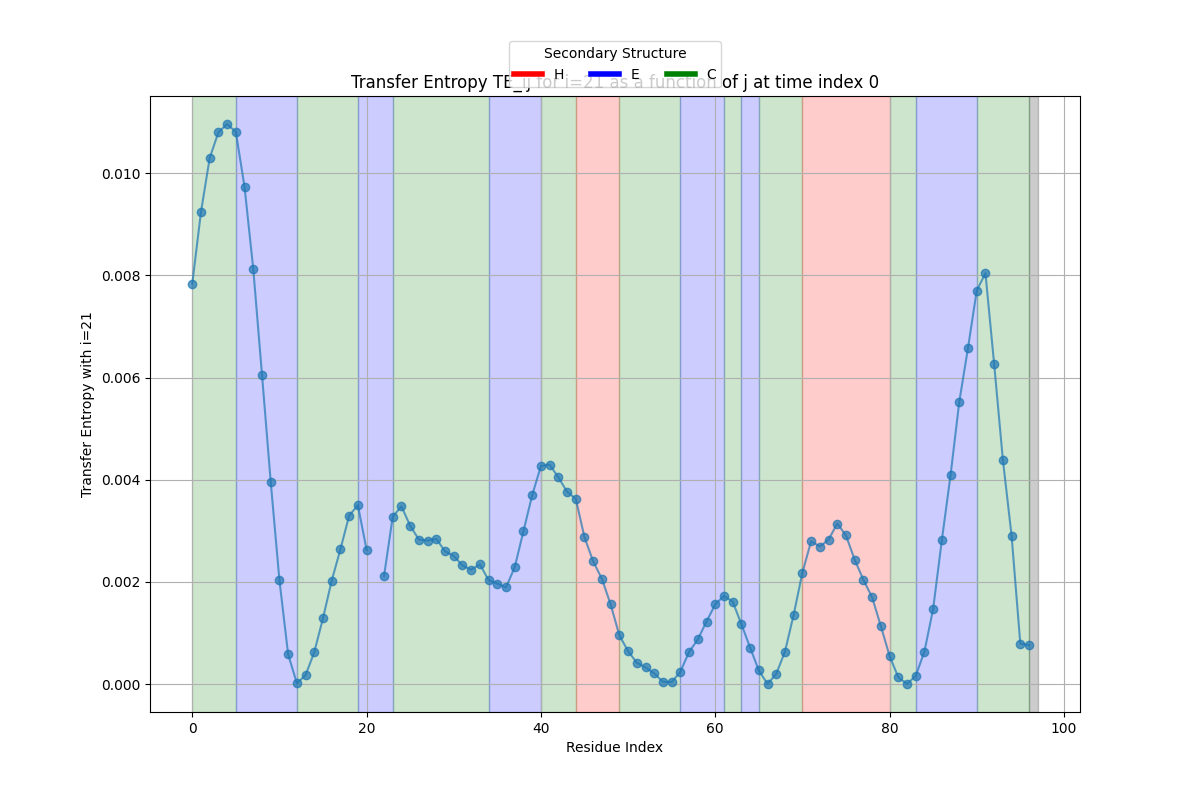 Secondary Structure
H E C
Transfer Entropy TE_ij for i=21 as a function of j at time index 0
Transfer Entropy with i=21
0.010
0.008
0.006
0.004
0.002
0.000
0 20 40 60 80 100
Residue Index